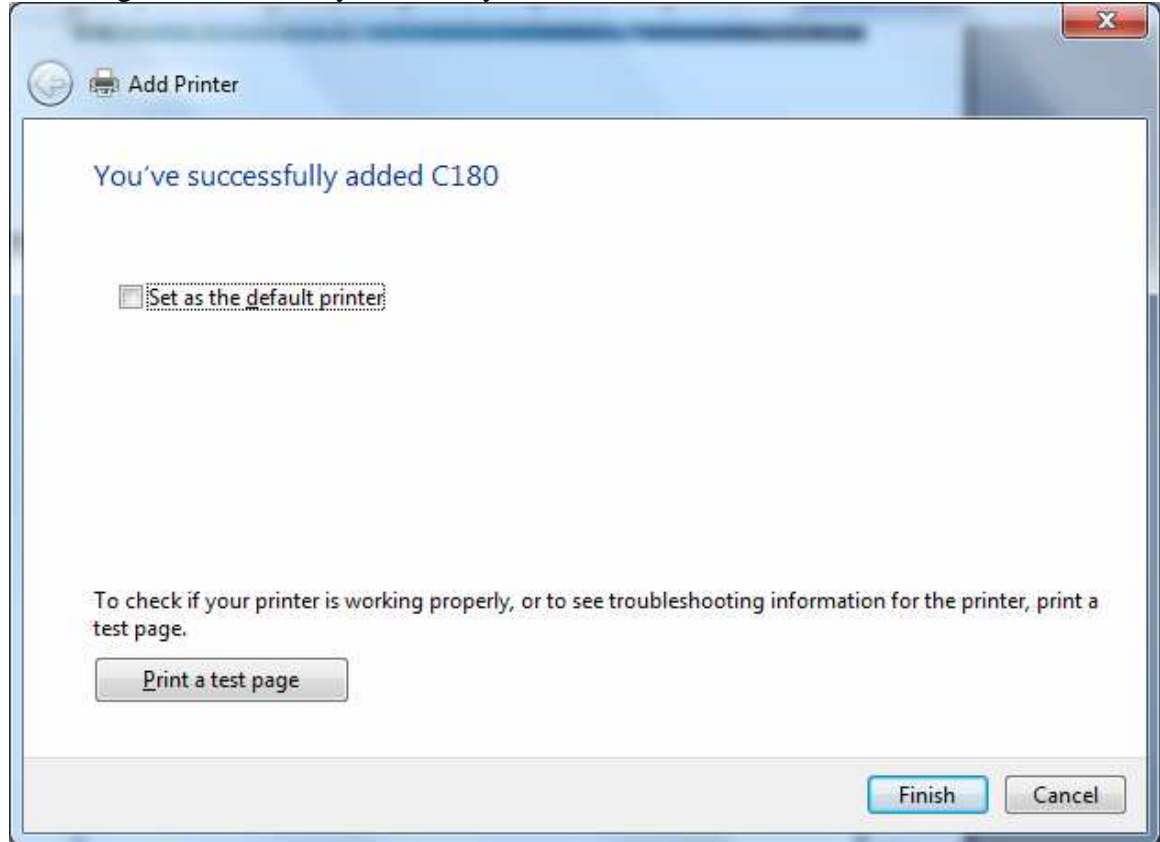 Add Printer
You've successfully added C180
Set as the default printer
To check if your printer is working properly, or to see troubleshooting information for the printer, print a
test page.
Print a test page
Finish Cancel